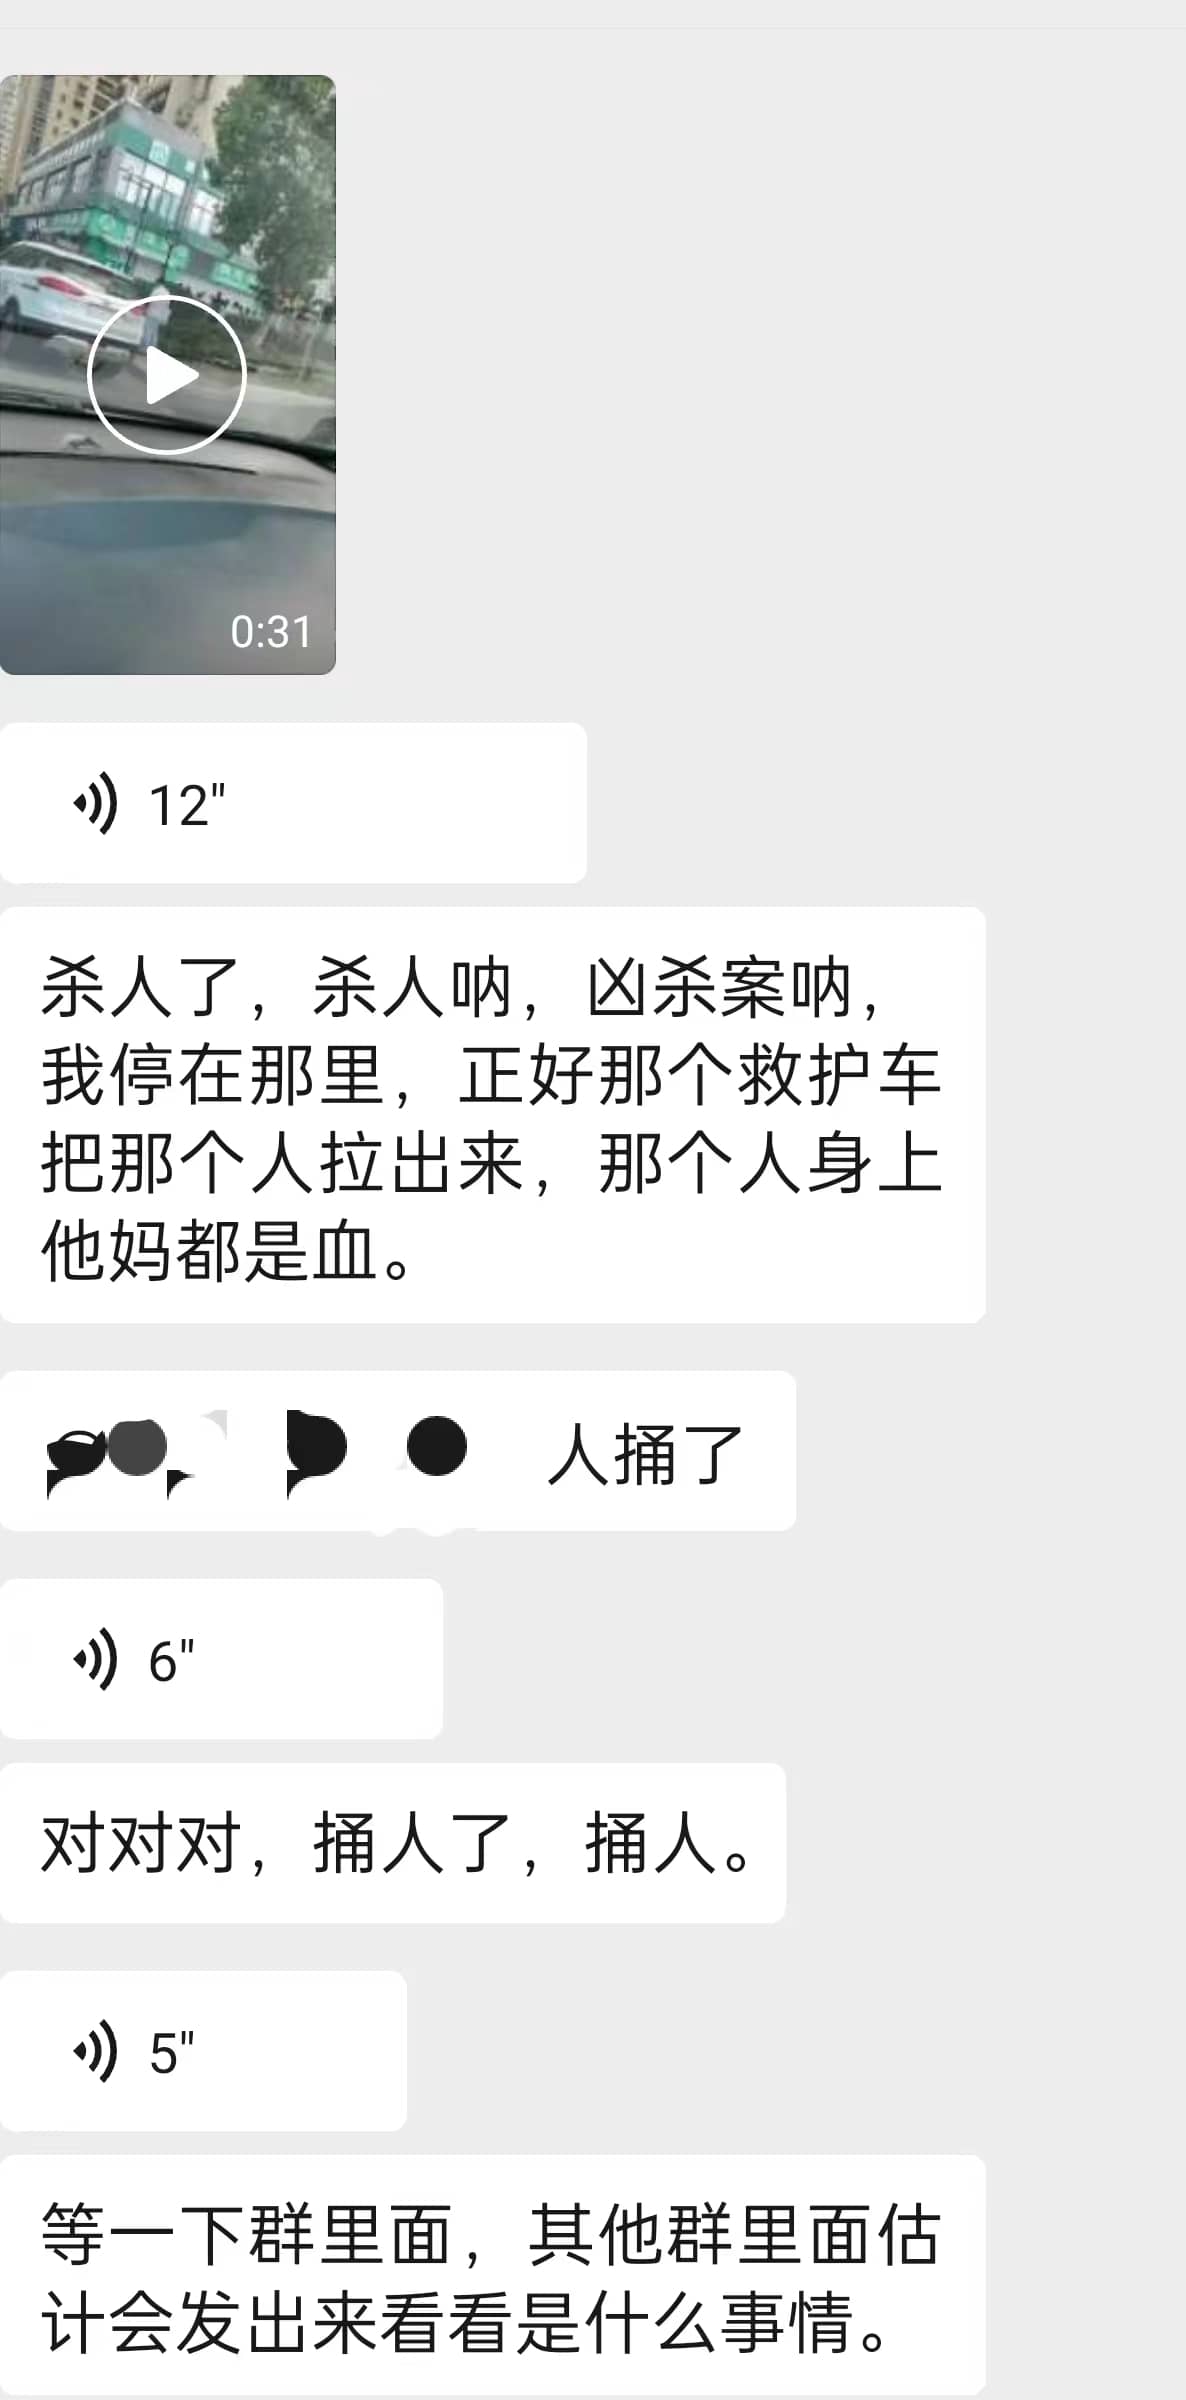 0:31
12"
杀人了，杀人呐，凶杀案呐，
我停在那里，正好那个救护车
把那个人拉出来，那个人身上
他妈都是血。
人捅了
6"
对对对，捅人了，捅人。
5"
等一下群里面，其他群里面估
计会发出来看看是什么事情。